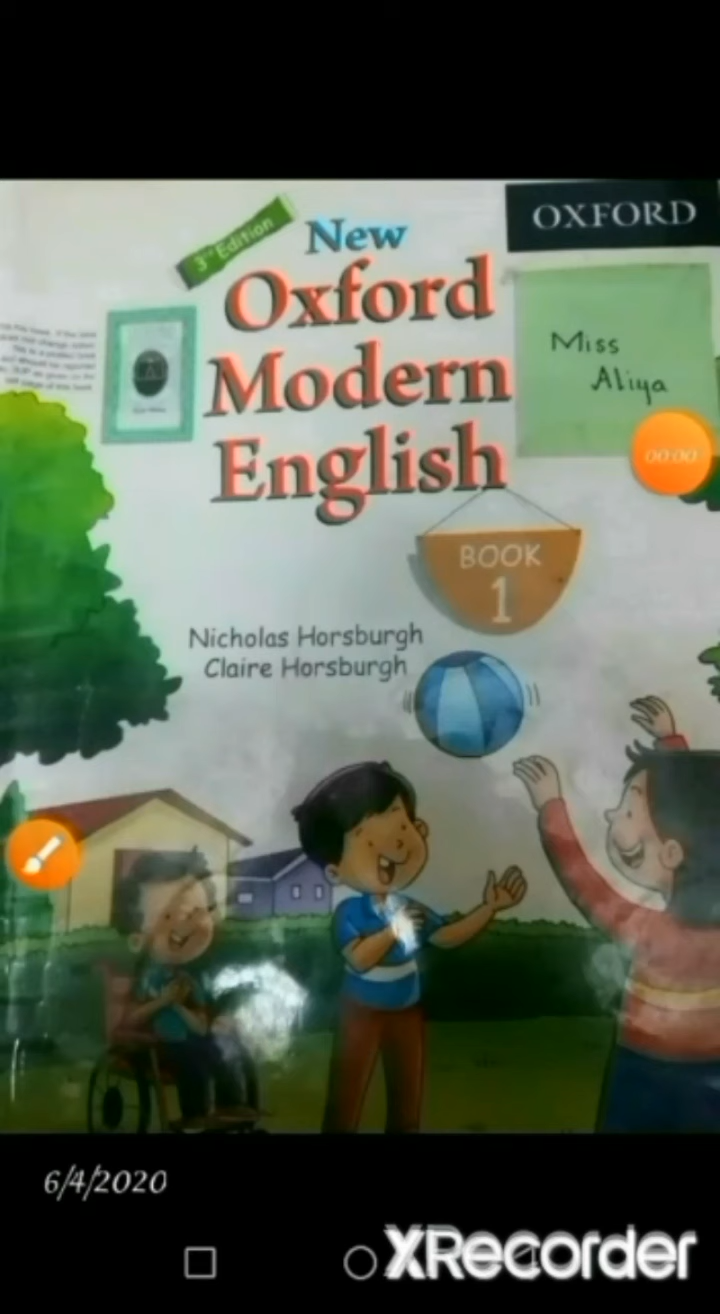 OXFORD
3rd Edition
New
Oxford
Modern
English
Miss
Aliya
00:00
BOOK
1
Nicholas Horsburgh
Claire Horsburgh
6/4/2020
XRecorder